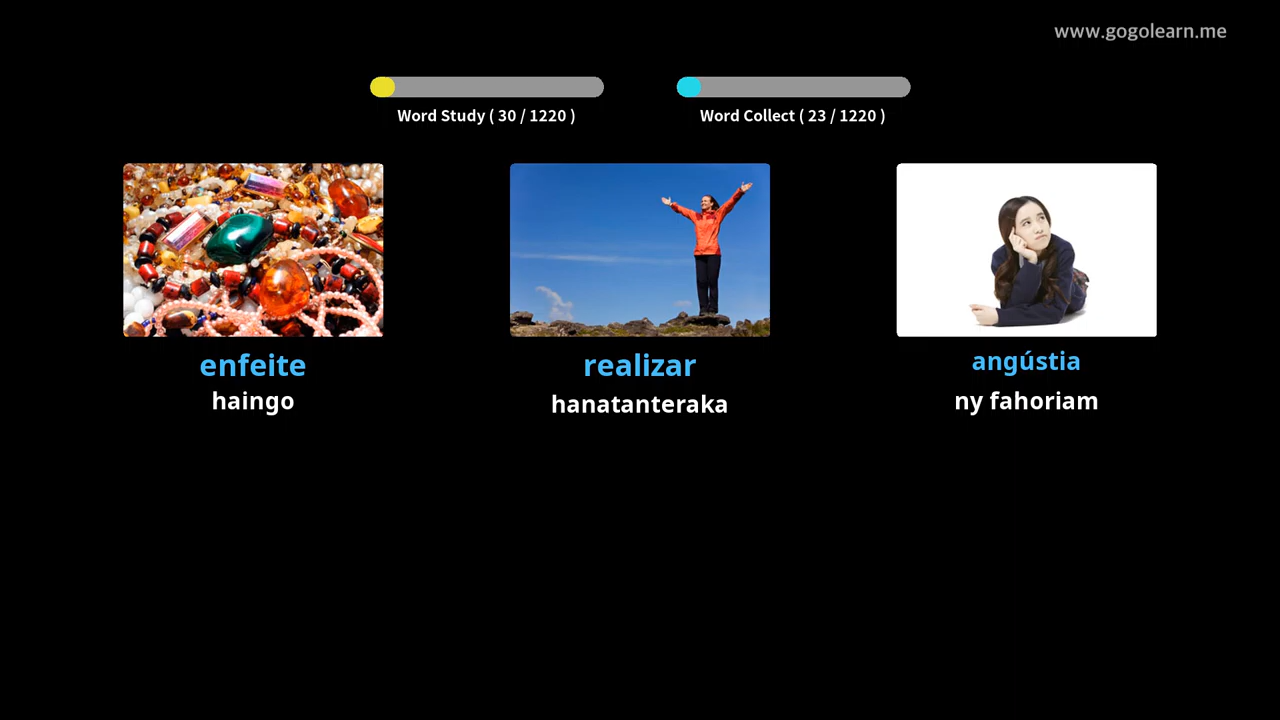 www.gogolearn.me
Word Study ( 30 / 1220 )
Word Collect ( 23 / 1220 )
enfeite
haingo
realizar
hanatanteraka
angústia
ny fahoriam